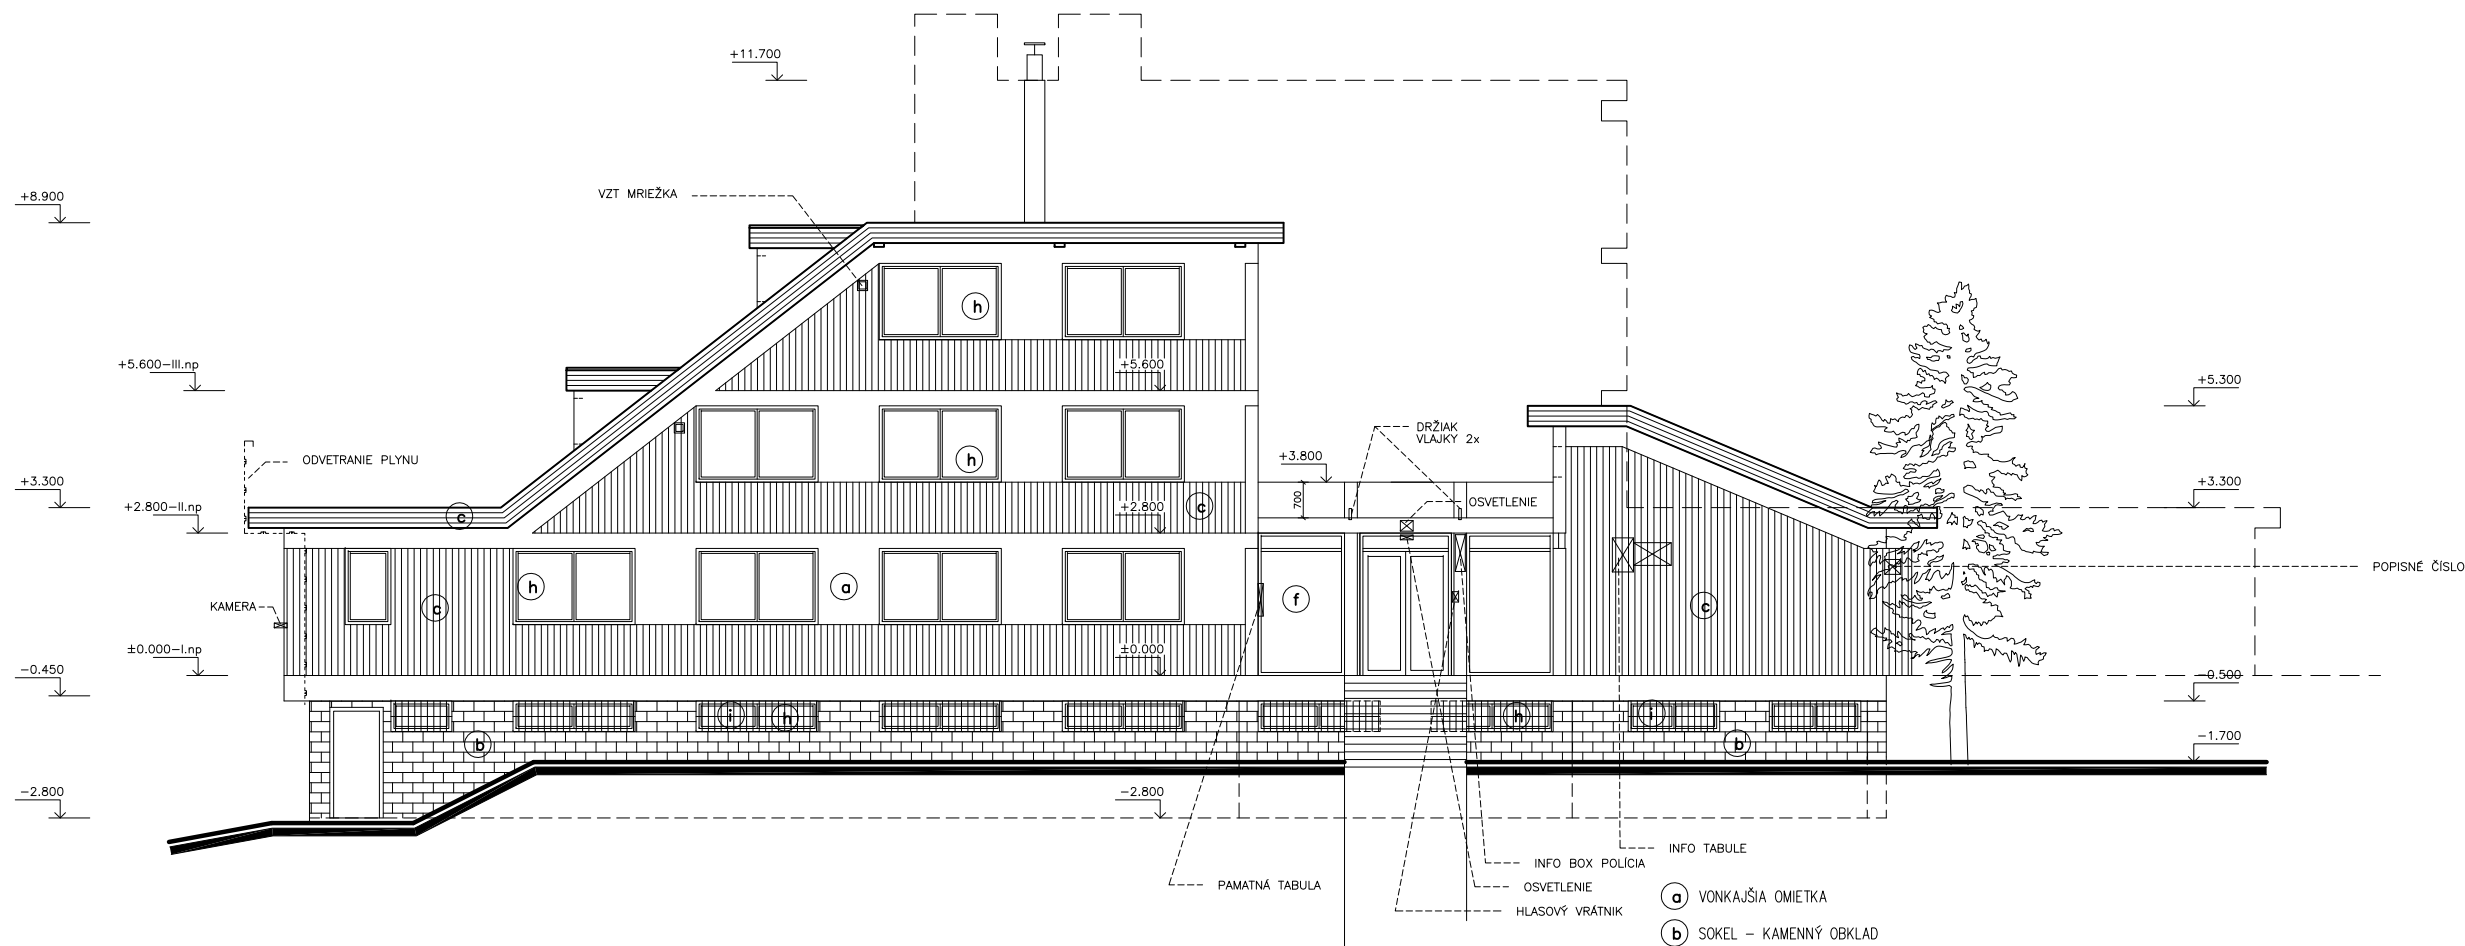 +11.700
VZT MRIEŽKA
+8.900
h
+5.600-III.np
+5.600
+5.300
DRŽIAK
VLAJKY 2x
ODVETRANIE PLYNU
h
+3.800
+3.300
+3.300
+2.800-II.np
c
+2.800
c
700
OSVETLENIE
POPISNÉ ČÍSLO
h
a
f
c
c
KAMERA
±0.000-I.np
±0.000
-0.450
-0.500
i
h
h
i
b
b
-1.700
-2.800
-2.800
INFO TABULE
INFO BOX POLÍCIA
PAMATNÁ TABULA
OSVETLENIE
HLASOVÝ VRÁTNIK
a VONKAJŠIA OMIETKA
b SOKEL – KAMENNÝ OBKLAD